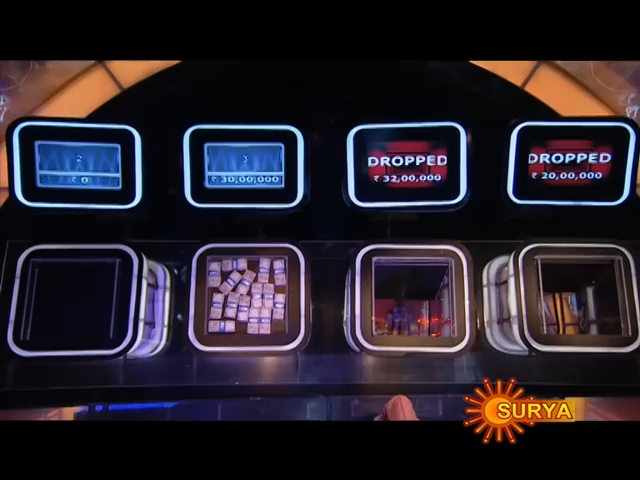 2
₹ 0
3
₹ 30,00,000
DROPPED
₹ 32,00,000
DROPPED
₹ 20,00,000
SURYA